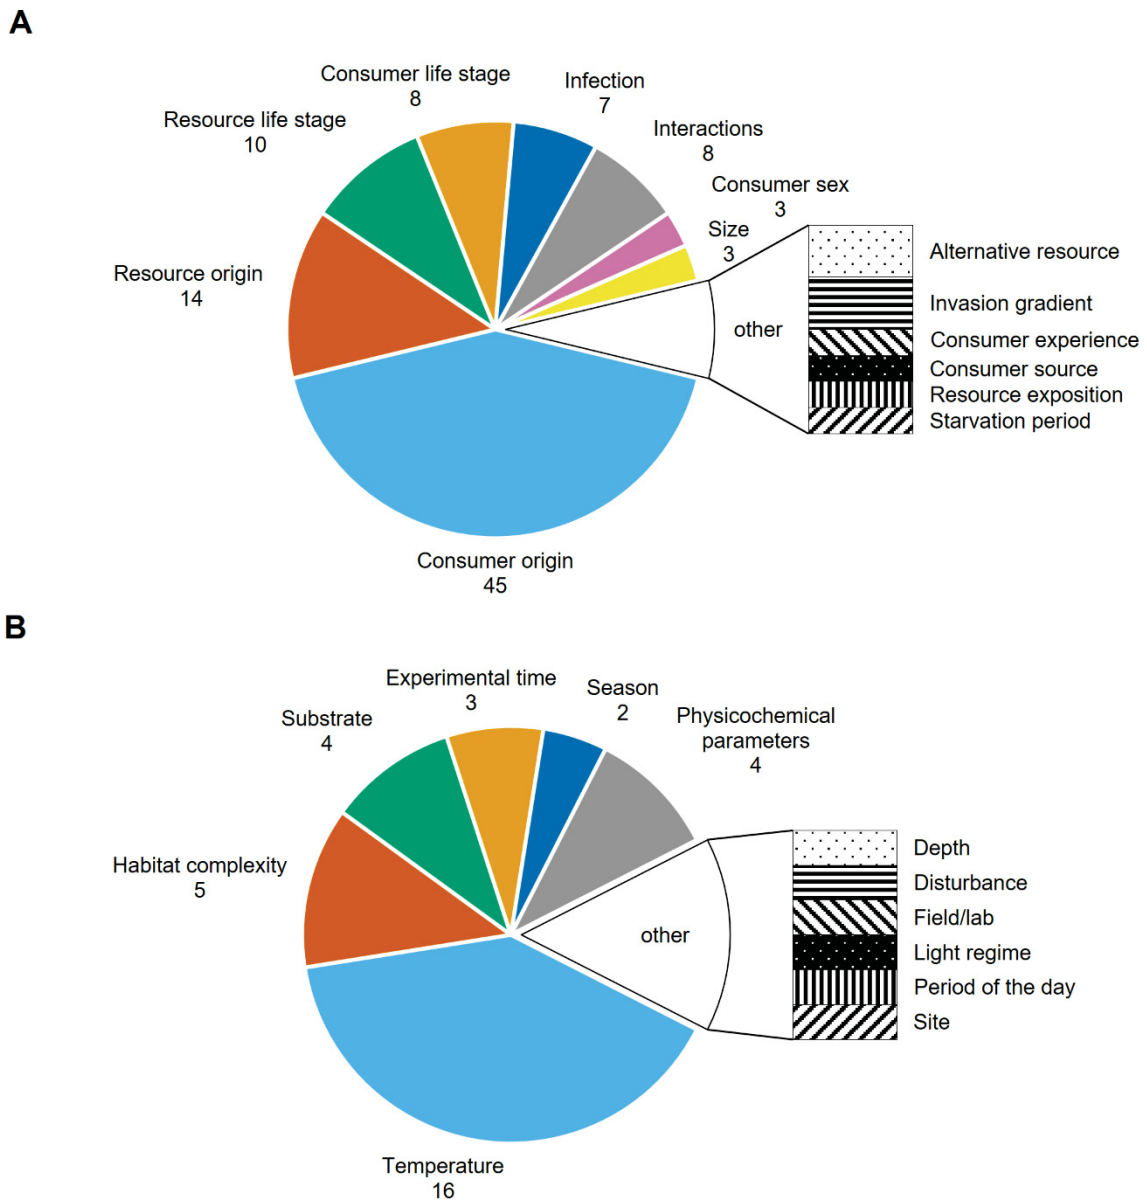 A
Consumer life stage
8
Infection
7
Resource life stage
10
Interactions
8
Consumer sex
3
Size
3
Resource origin
14
other
Alternative resource
Invasion gradient
Consumer experience
Consumer source
Resource exposition
Starvation period
Consumer origin
45
B
Experimental time
3
Season
2
Substrate
4
Physicochemical
parameters
4
Habitat complexity
5
other
Depth
Disturbance
Field/lab
Light regime
Period of the day
Site
Temperature
16